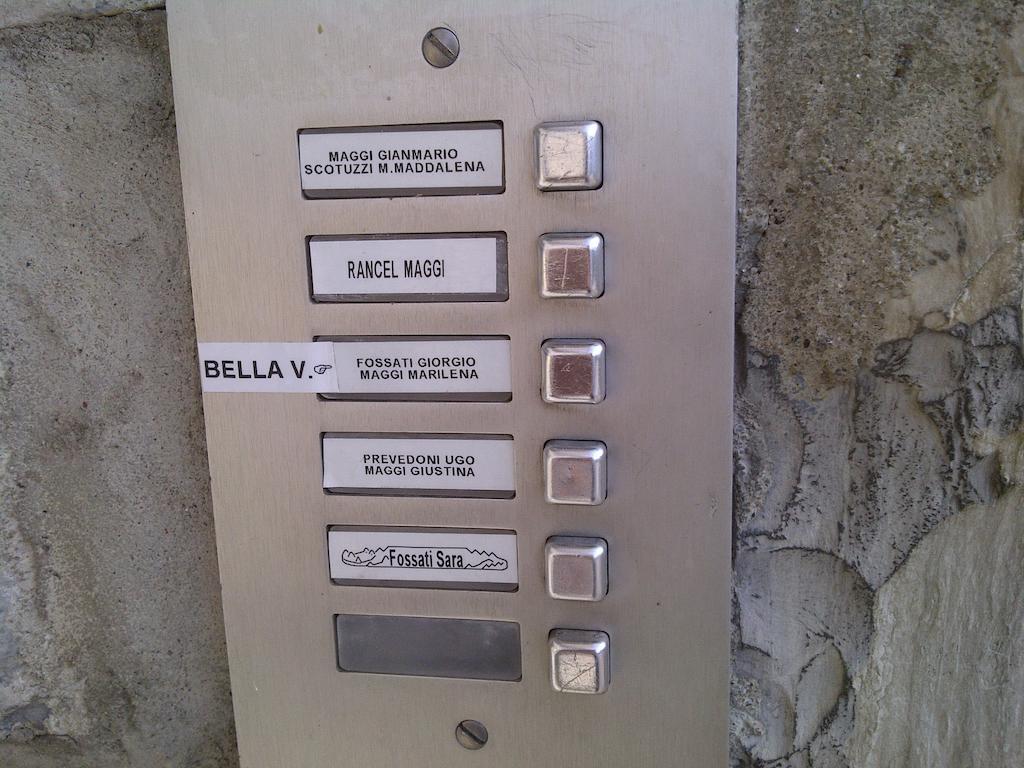 MAGGI GIANMARIO
SCOTUZZI M.MADDALENA
RANCEL MAGGI
BELLA V.
FOSSATI GIORGIO
MAGGI MARILENA
PREVEDONI UGO
MAGGI GIUSTINA
Fossati Sara